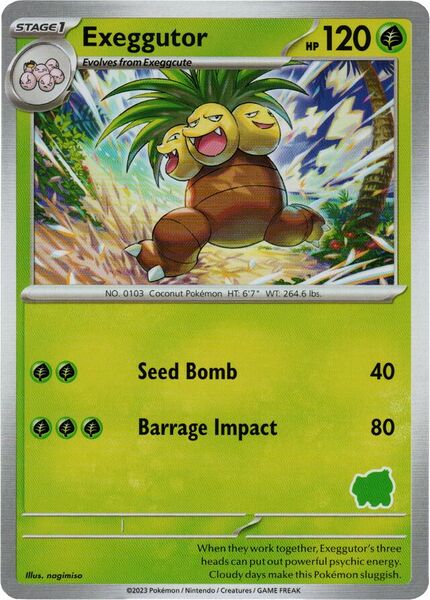 STAGE1
Exeggutor
HP 120
Evolves from Exeggcute
NO. 0103 Coconut Pokémon HT: 6'7" WT: 264.6 lbs.
Seed Bomb 40
Barrage Impact 80
When they work together, Exeggutor's three
heads can put out powerful psychic energy.
Cloudy days make this Pokémon sluggish.
Illus. nagimiso
©2023 Pokémon / Nintendo / Creatures / GAME FREAK